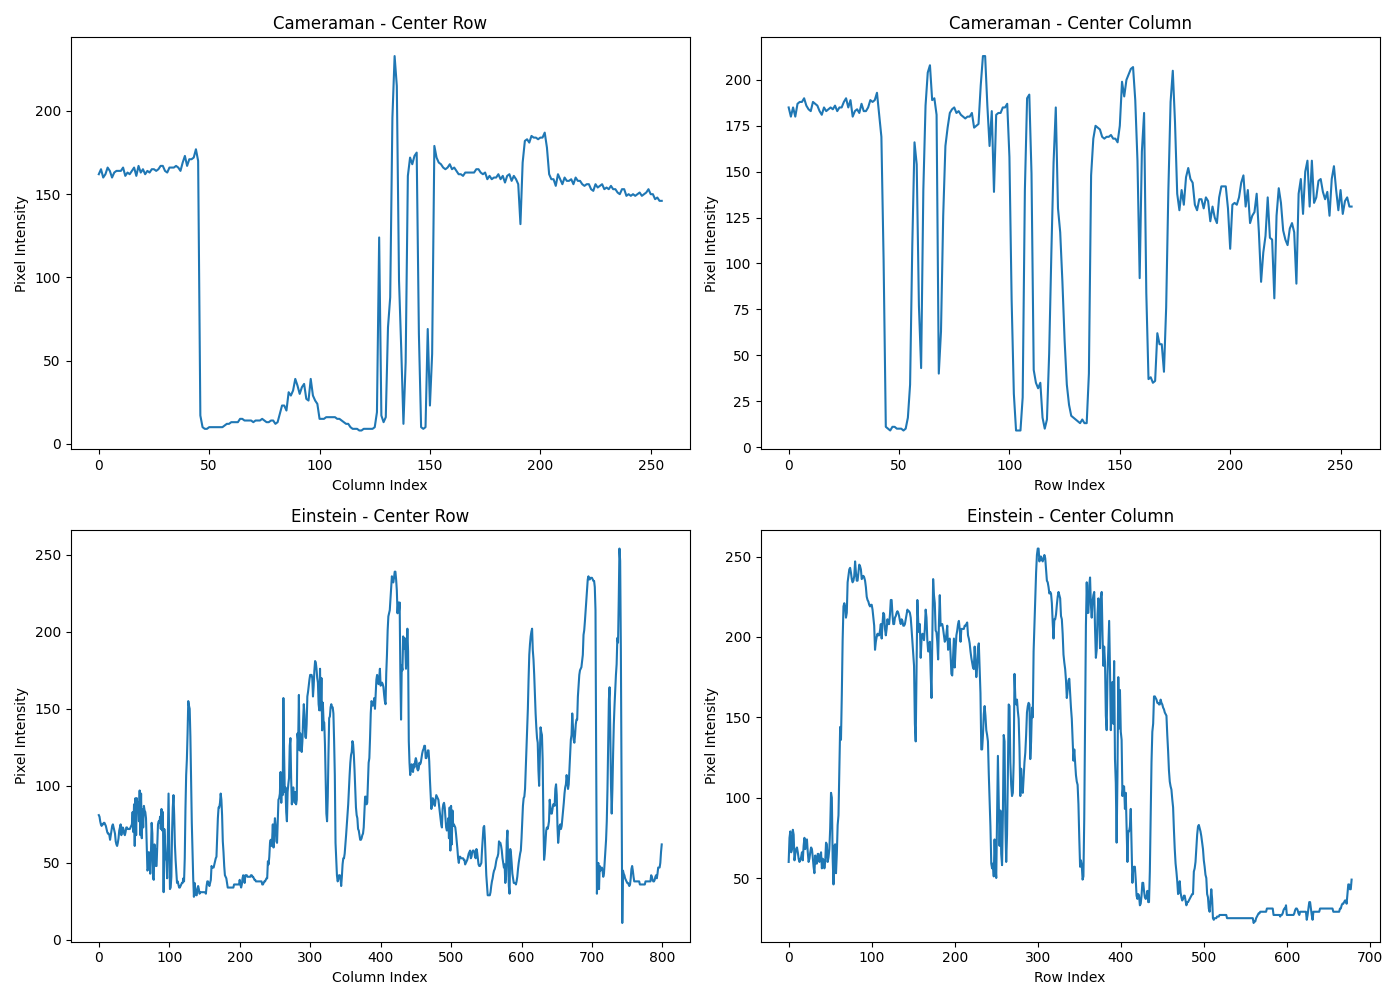 Cameraman - Center Row
Cameraman - Center Column
Pixel Intensity
200
150
100
50
0
0 50 100 150 200 250
Column Index
Pixel Intensity
200
175
150
125
100
75
50
25
0
0 50 100 150 200 250
Row Index
Einstein - Center Row
Einstein - Center Column
Pixel Intensity
250
200
150
100
50
0
0 100 200 300 400 500 600 700 800
Column Index
Pixel Intensity
250
200
150
100
50
0 100 200 300 400 500 600 700
Row Index